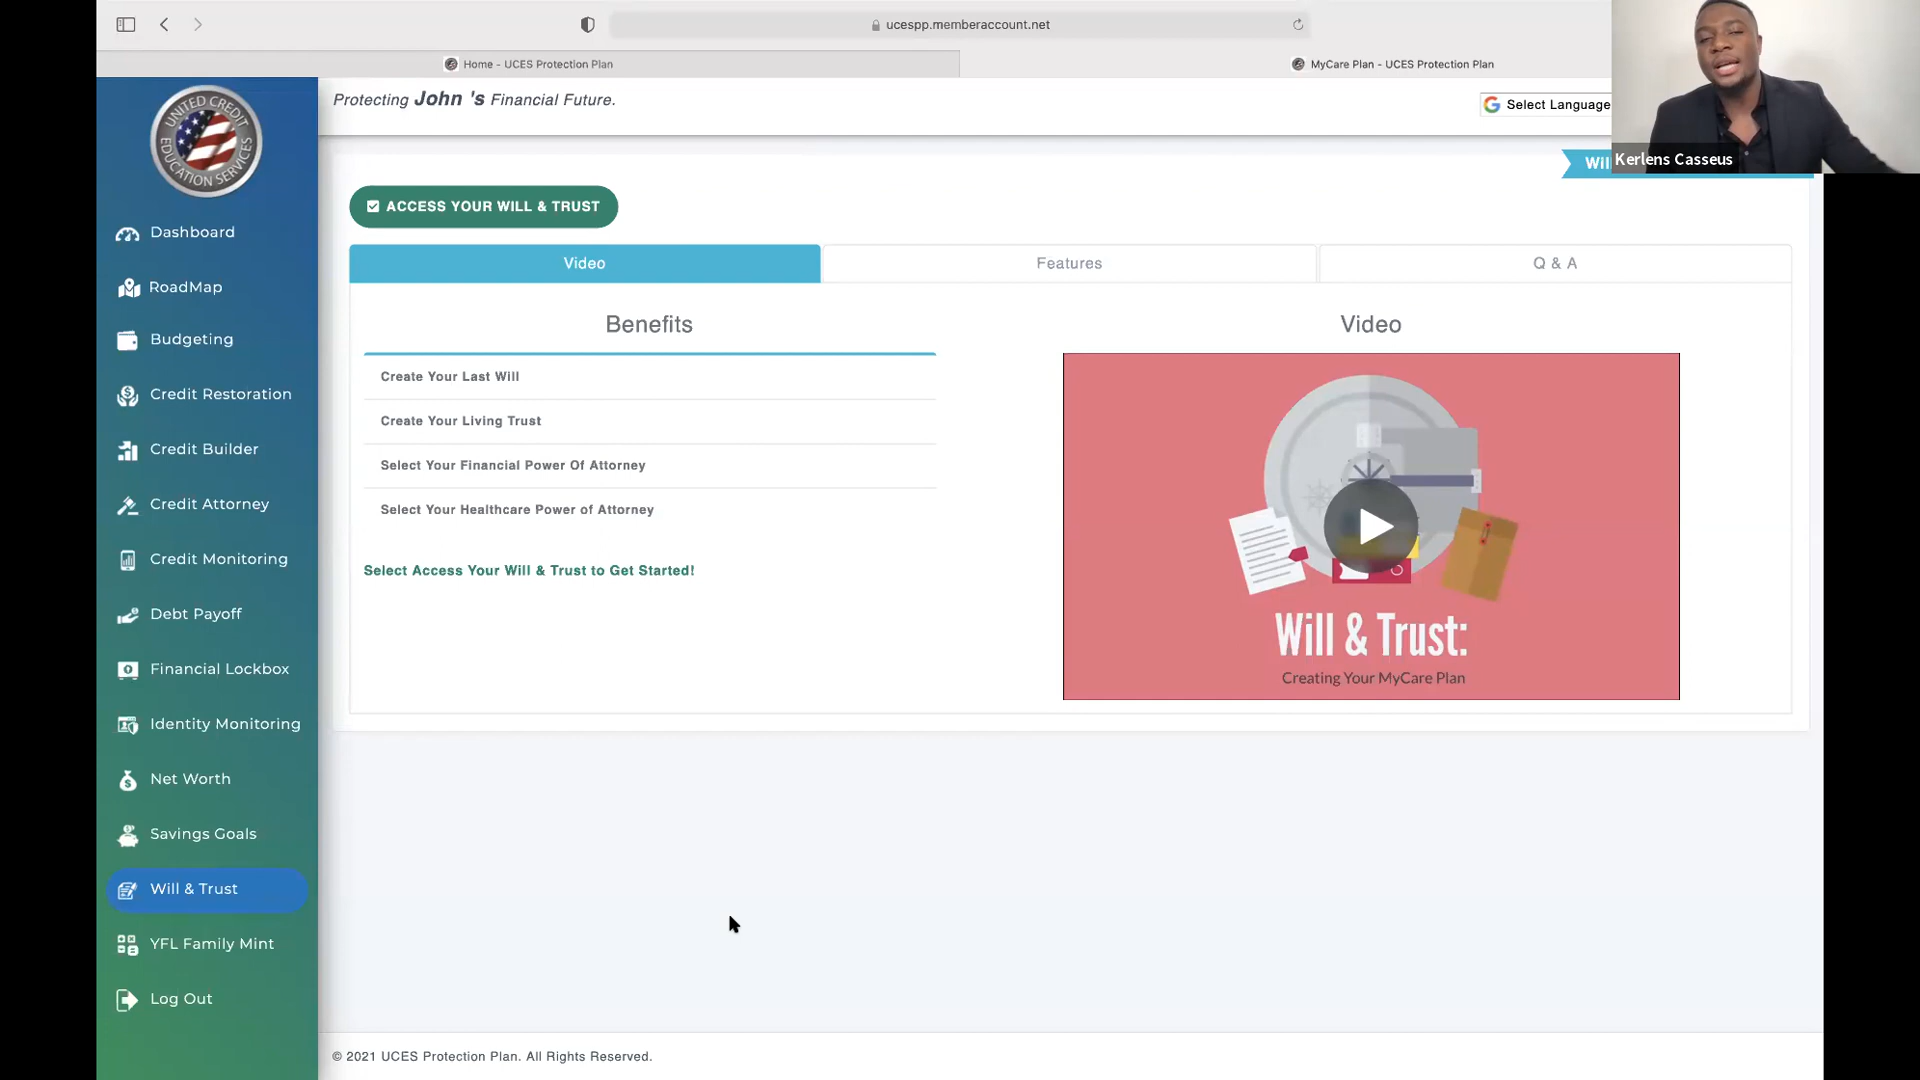 ucespp.memberaccount.net
Home - UCES Protection Plan
MyCare Plan - UCES Protection Plan
UNITED CREDIT EDUCATION SERVICES
Protecting John 's Financial Future.
Select Language
Wil
Kerlens Casseus
ACCESS YOUR WILL & TRUST
Video
Features
Q & A
Dashboard
RoadMap
Budgeting
Credit Restoration
Credit Builder
Credit Attorney
Credit Monitoring
Debt Payoff
Financial Lockbox
Identity Monitoring
Net Worth
Savings Goals
Will & Trust
YFL Family Mint
Log Out
Benefits
Create Your Last Will
Create Your Living Trust
Select Your Financial Power Of Attorney
Select Your Healthcare Power of Attorney
Select Access Your Will & Trust to Get Started!
Video
Will & Trust:
Creating Your MyCare Plan
© 2021 UCES Protection Plan. All Rights Reserved.